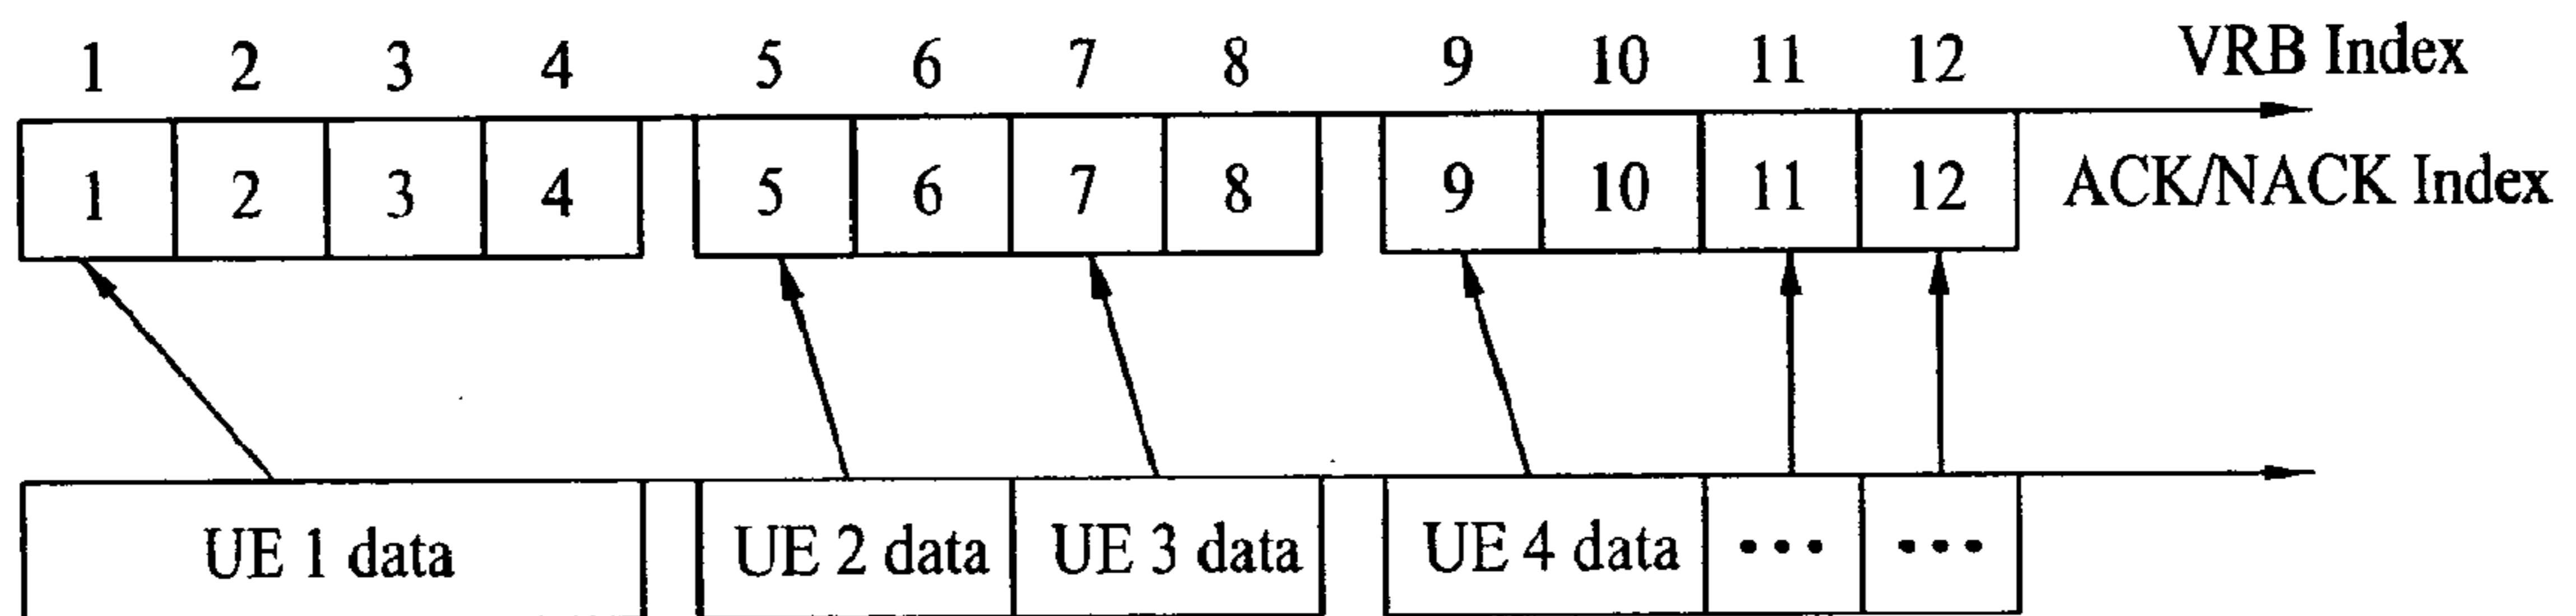 1 2 3 4 5 6 7 8 9 10 11 12 VRB Index
1 2 3 4 5 6 7 8 9 10 11 12 ACK/NACK Index
UE 1 data UE 2 data UE 3 data UE 4 data ••• •••